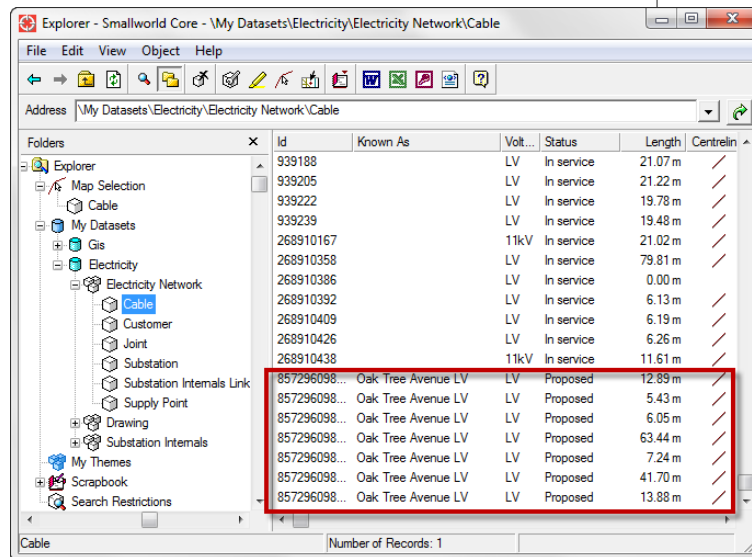 Explorer - Smallworld Core - \My Datasets\Electricity\Electricity Network\Cable
File Edit View Object Help
Address \My Datasets\Electricity\Electricity Network\Cable
Folders
Explorer
Map Selection
Cable
My Datasets
Gis
Electricity
Electricity Network
Cable
Customer
Joint
Substation
Substation Internals Link
Supply Point
Drawing
Substation Internals
My Themes
Scrapbook
Search Restrictions
Id Known As Volt... Status Length Centrelin
939188 LV In service 21.07 m
939205 LV In service 21.22 m
939222 LV In service 19.78 m
939239 LV In service 19.48 m
268910167 11kV In service 21.02 m
268910358 LV In service 79.81 m
268910386 LV In service 0.00 m
268910392 LV In service 6.13 m
268910409 LV In service 6.19 m
268910426 LV In service 6.26 m
268910438 11kV In service 11.61 m
857296098... Oak Tree Avenue LV LV Proposed 12.89 m
857296098... Oak Tree Avenue LV LV Proposed 5.43 m
857296098... Oak Tree Avenue LV LV Proposed 6.05 m
857296098... Oak Tree Avenue LV LV Proposed 63.44 m
857296098... Oak Tree Avenue LV LV Proposed 7.24 m
857296098... Oak Tree Avenue LV LV Proposed 41.70 m
857296098... Oak Tree Avenue LV LV Proposed 13.88 m
Cable Number of Records: 1